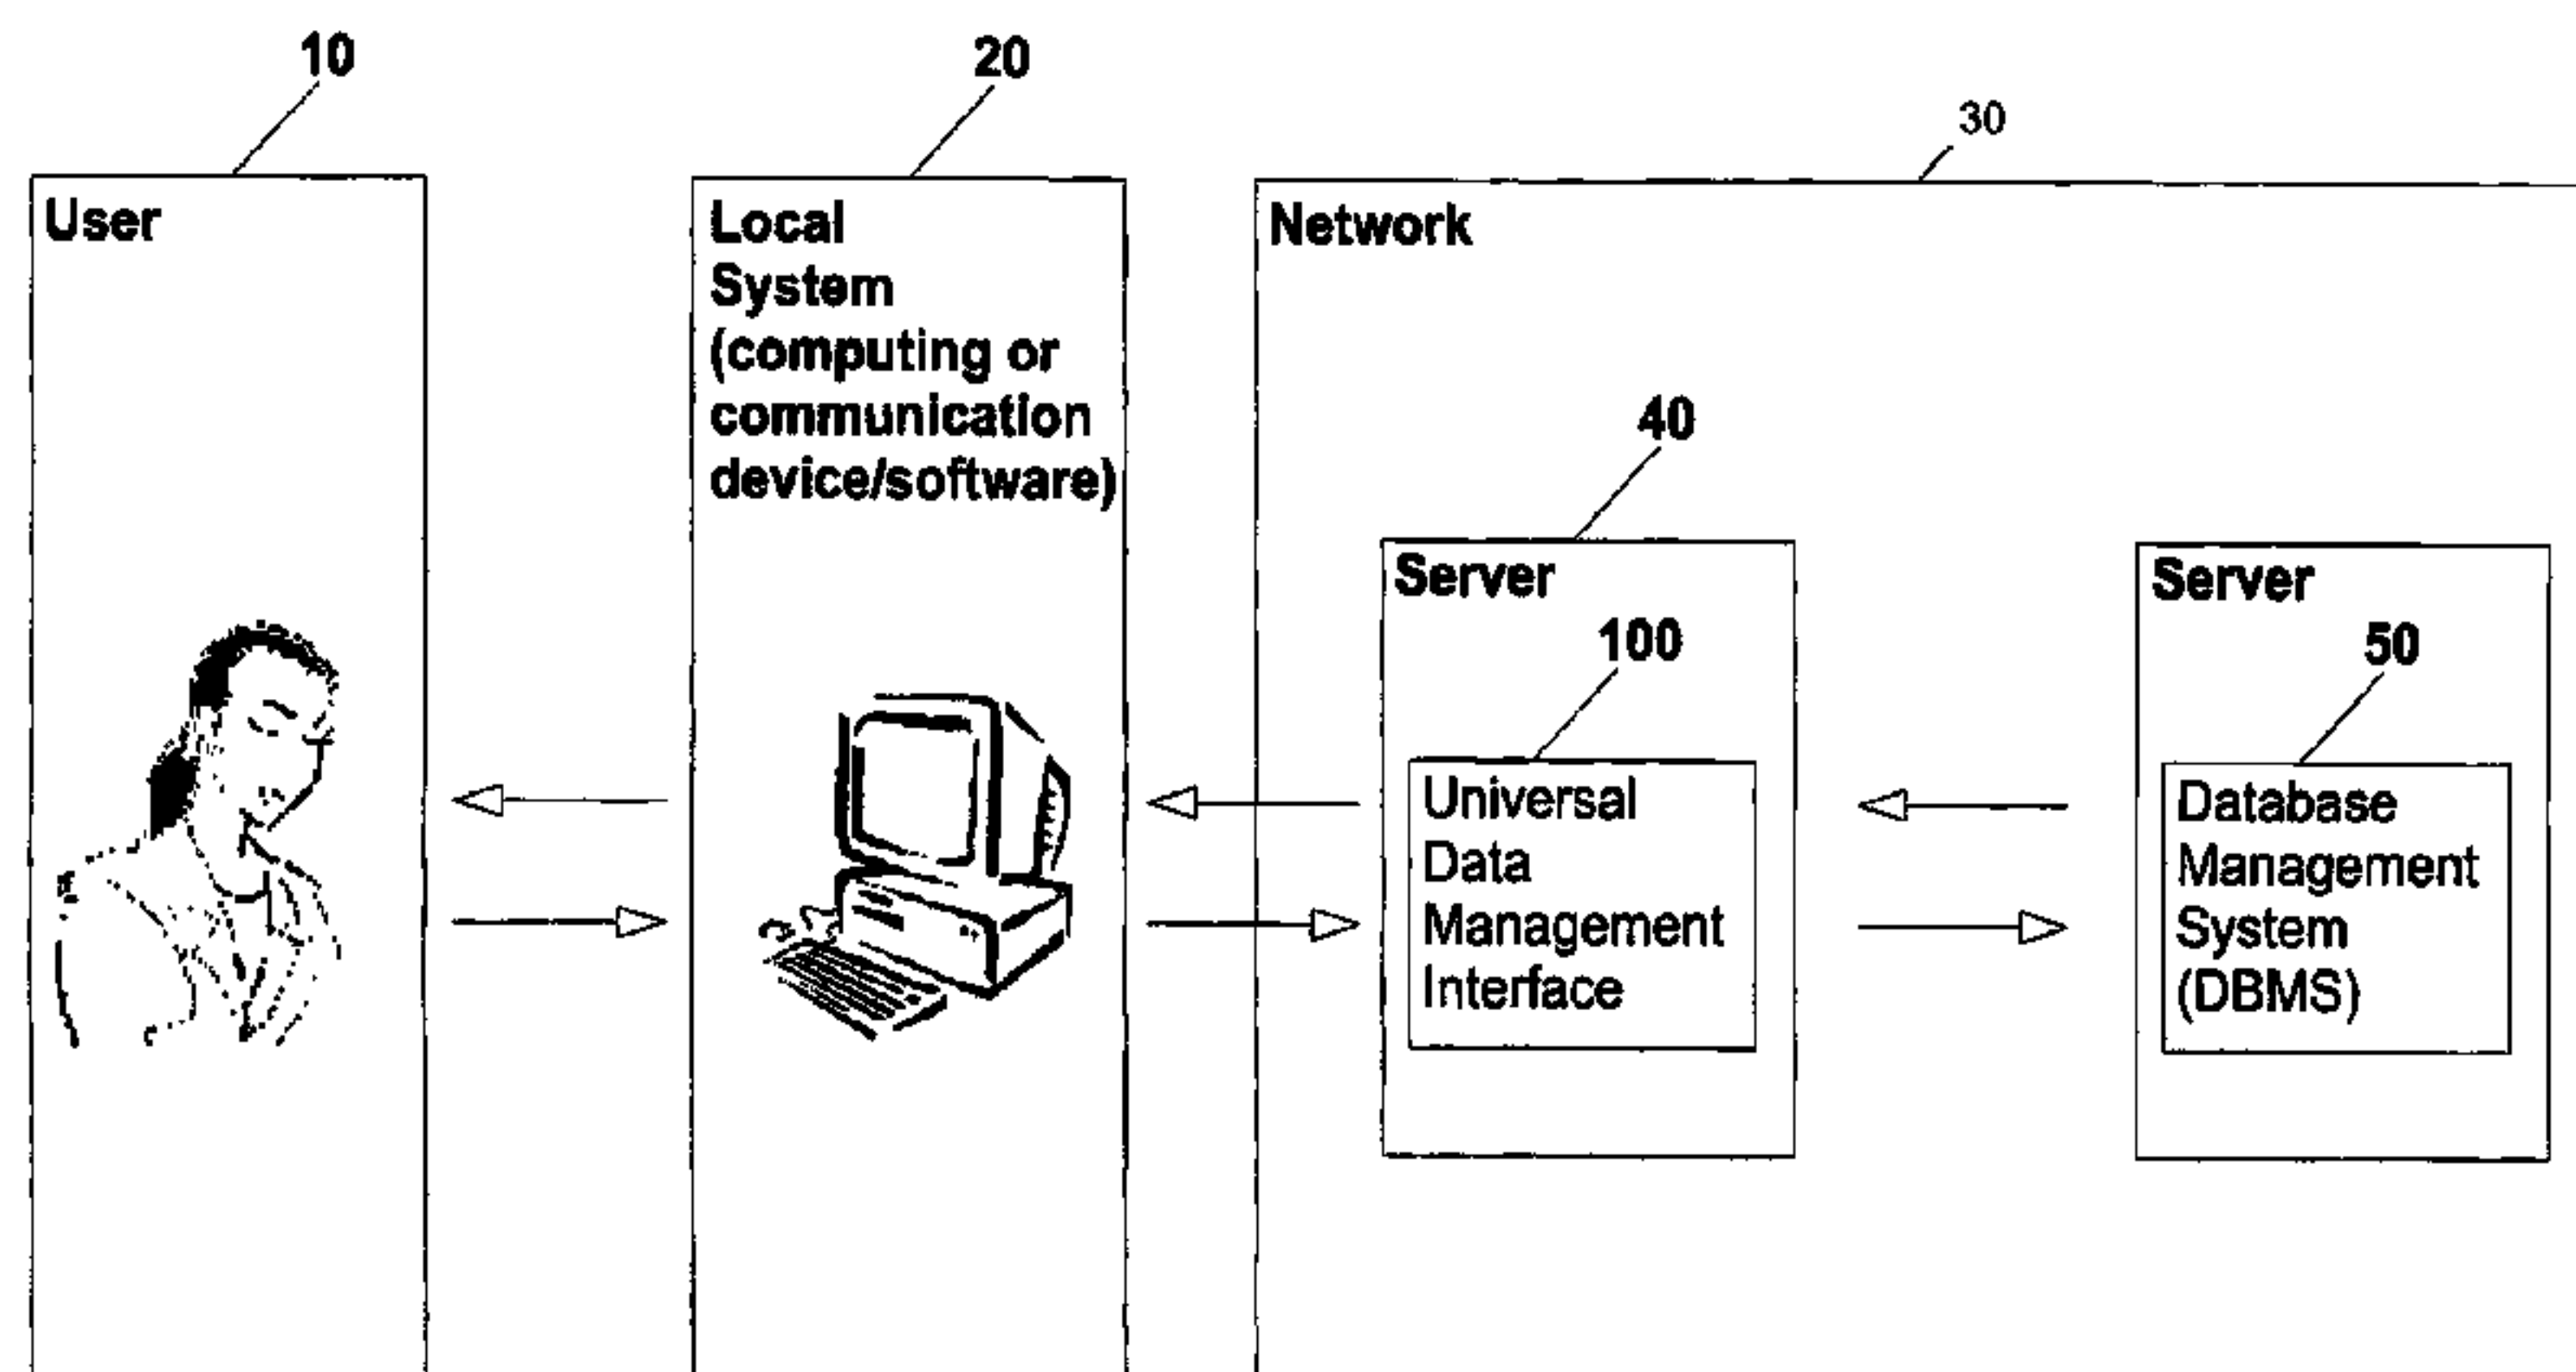 10
20
30
User
Local
System
(computing or
communication
device/software)
Network
40
Server
100
Universal
Data
Management
Interface
Server
50
Database
Management
System
(DBMS)